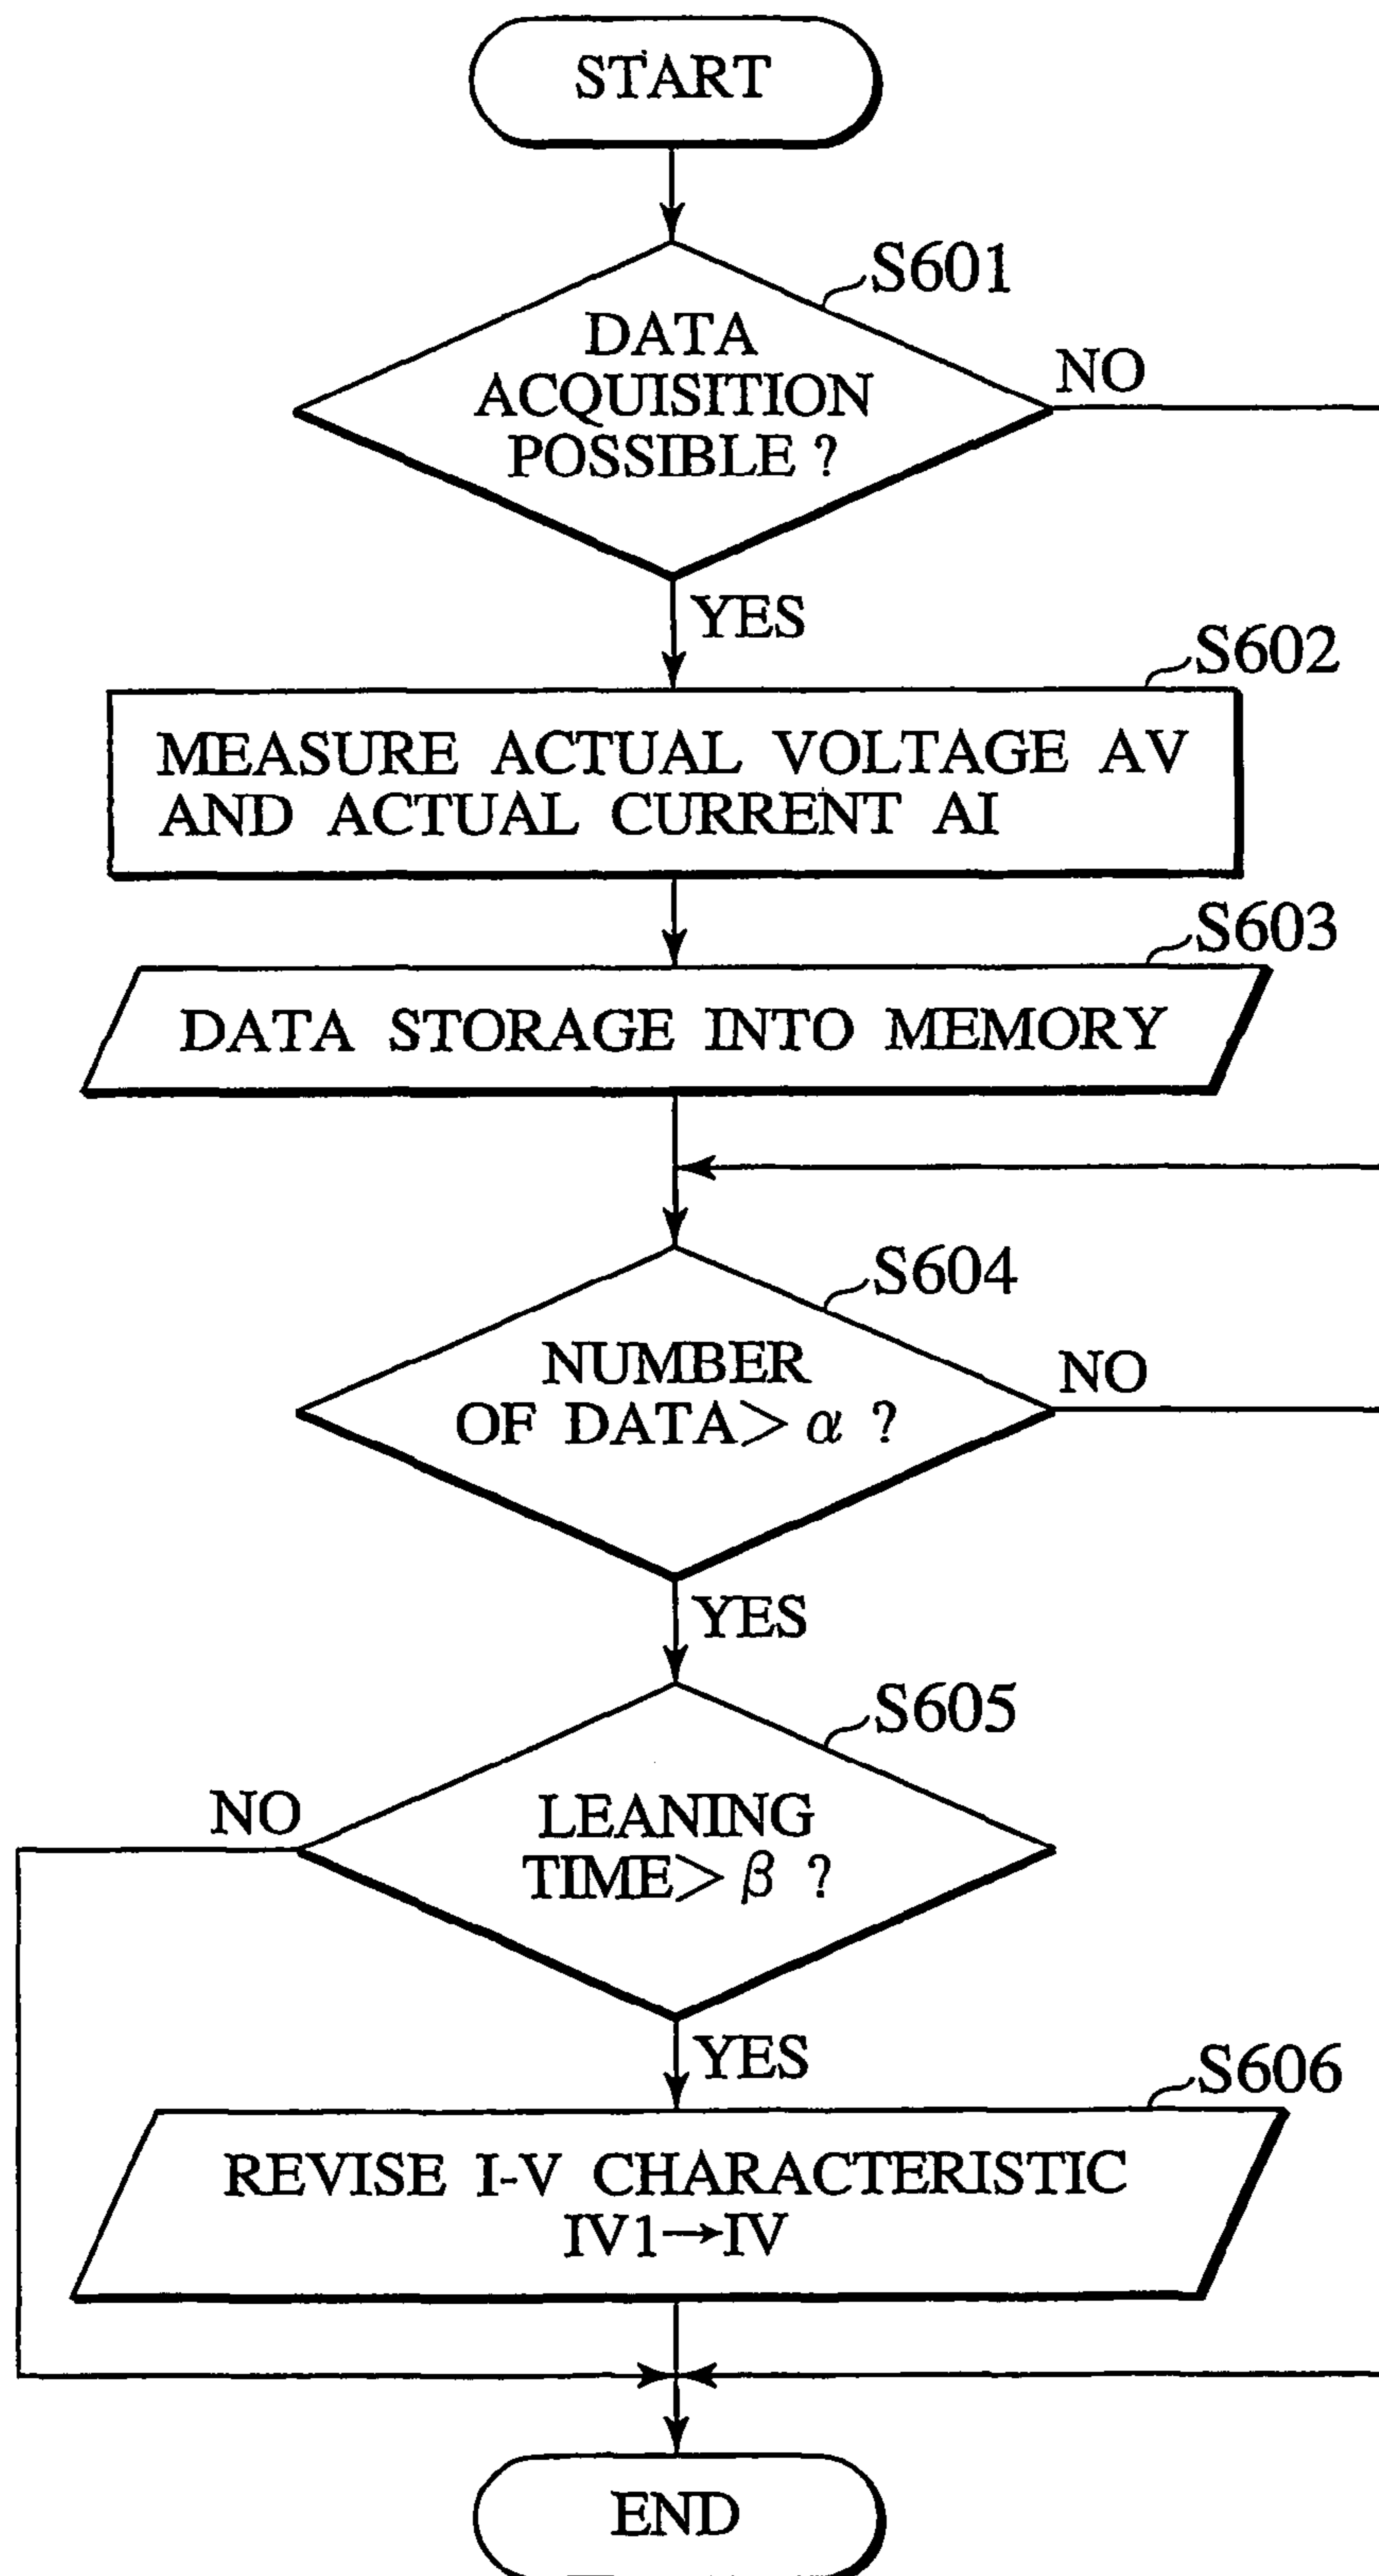 START
S601
DATA
ACQUISITION
POSSIBLE ?
NO
YES
S602
MEASURE ACTUAL VOLTAGE AV
AND ACTUAL CURRENT AI
S603
DATA STORAGE INTO MEMORY
S604
NUMBER
OF DATA> α ?
NO
YES
S605
NO
LEANING
TIME> β ?
YES
S606
REVISE I-V CHARACTERISTIC
IV1→IV
END